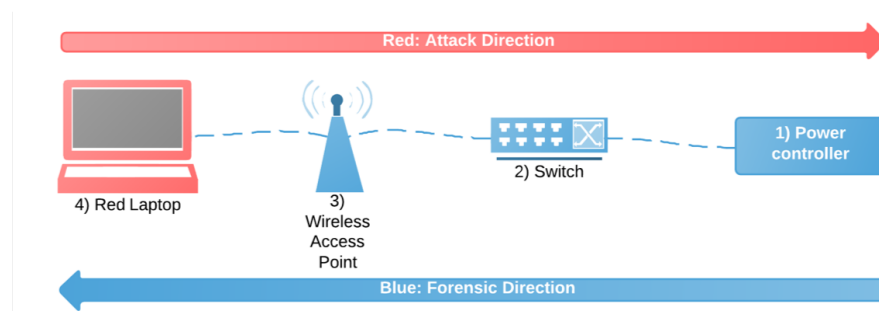 Red: Attack Direction
1) Power
controller
2) Switch
4) Red Laptop
3)
Wireless
Access
Point
Blue: Forensic Direction